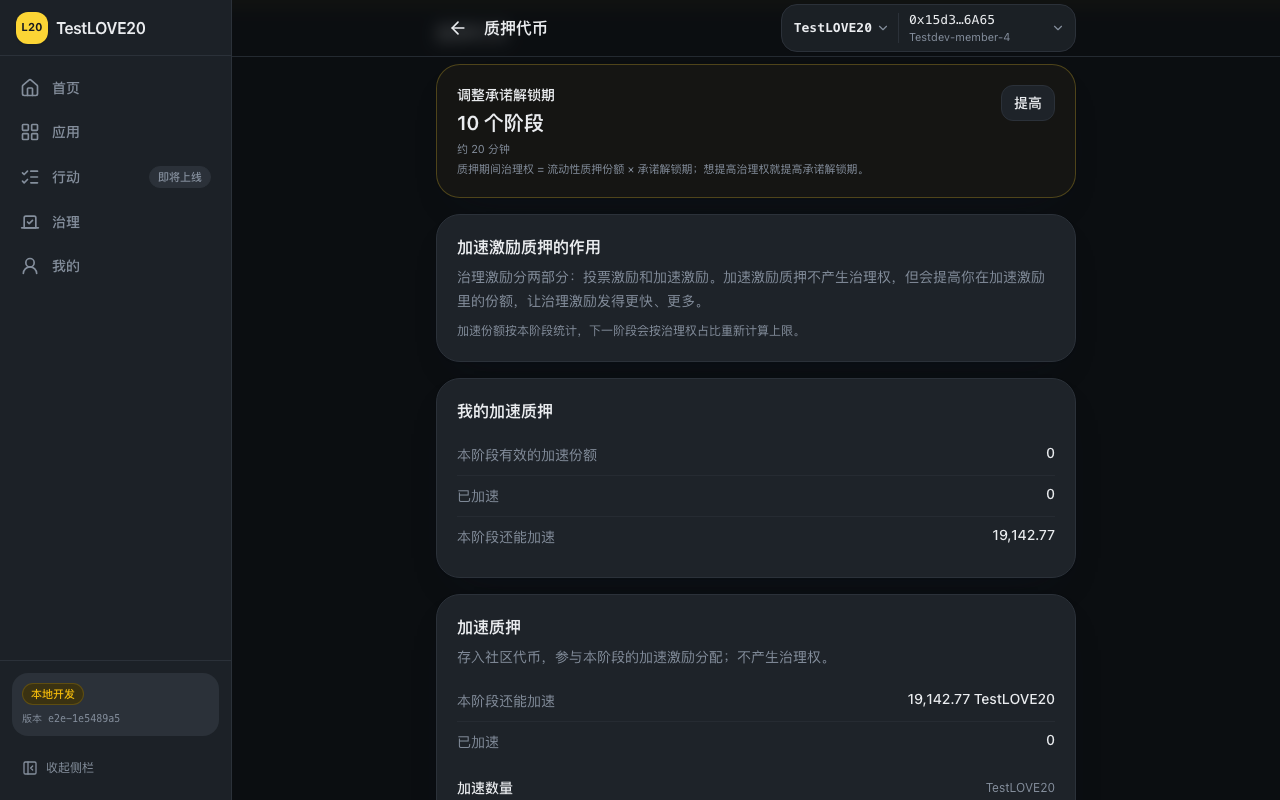 L20 TestLOVE20
首页
应用
行动 即将上线
治理
我的
本地开发
版本 e2e-1e5489a5
收起侧栏
质押代币
TestLOVE20
0x15d3…6A65
Testdev-member-4
调整承诺解锁期
10 个阶段
约 20 分钟
质押期间治理权 = 流动性质押份额 × 承诺解锁期；想提高治理权就提高承诺解锁期。
提高
加速激励质押的作用
治理激励分两部分：投票激励和加速激励。加速激励质押不产生治理权，但会提高你在加速激励
里的份额，让治理激励发得更快、更多。
加速份额按本阶段统计，下一阶段会按治理权占比重新计算上限。
我的加速质押
本阶段有效的加速份额 0
已加速 0
本阶段还能加速 19,142.77
加速质押
存入社区代币，参与本阶段的加速激励分配；不产生治理权。
本阶段还能加速 19,142.77 TestLOVE20
已加速 0
加速数量 TestLOVE20